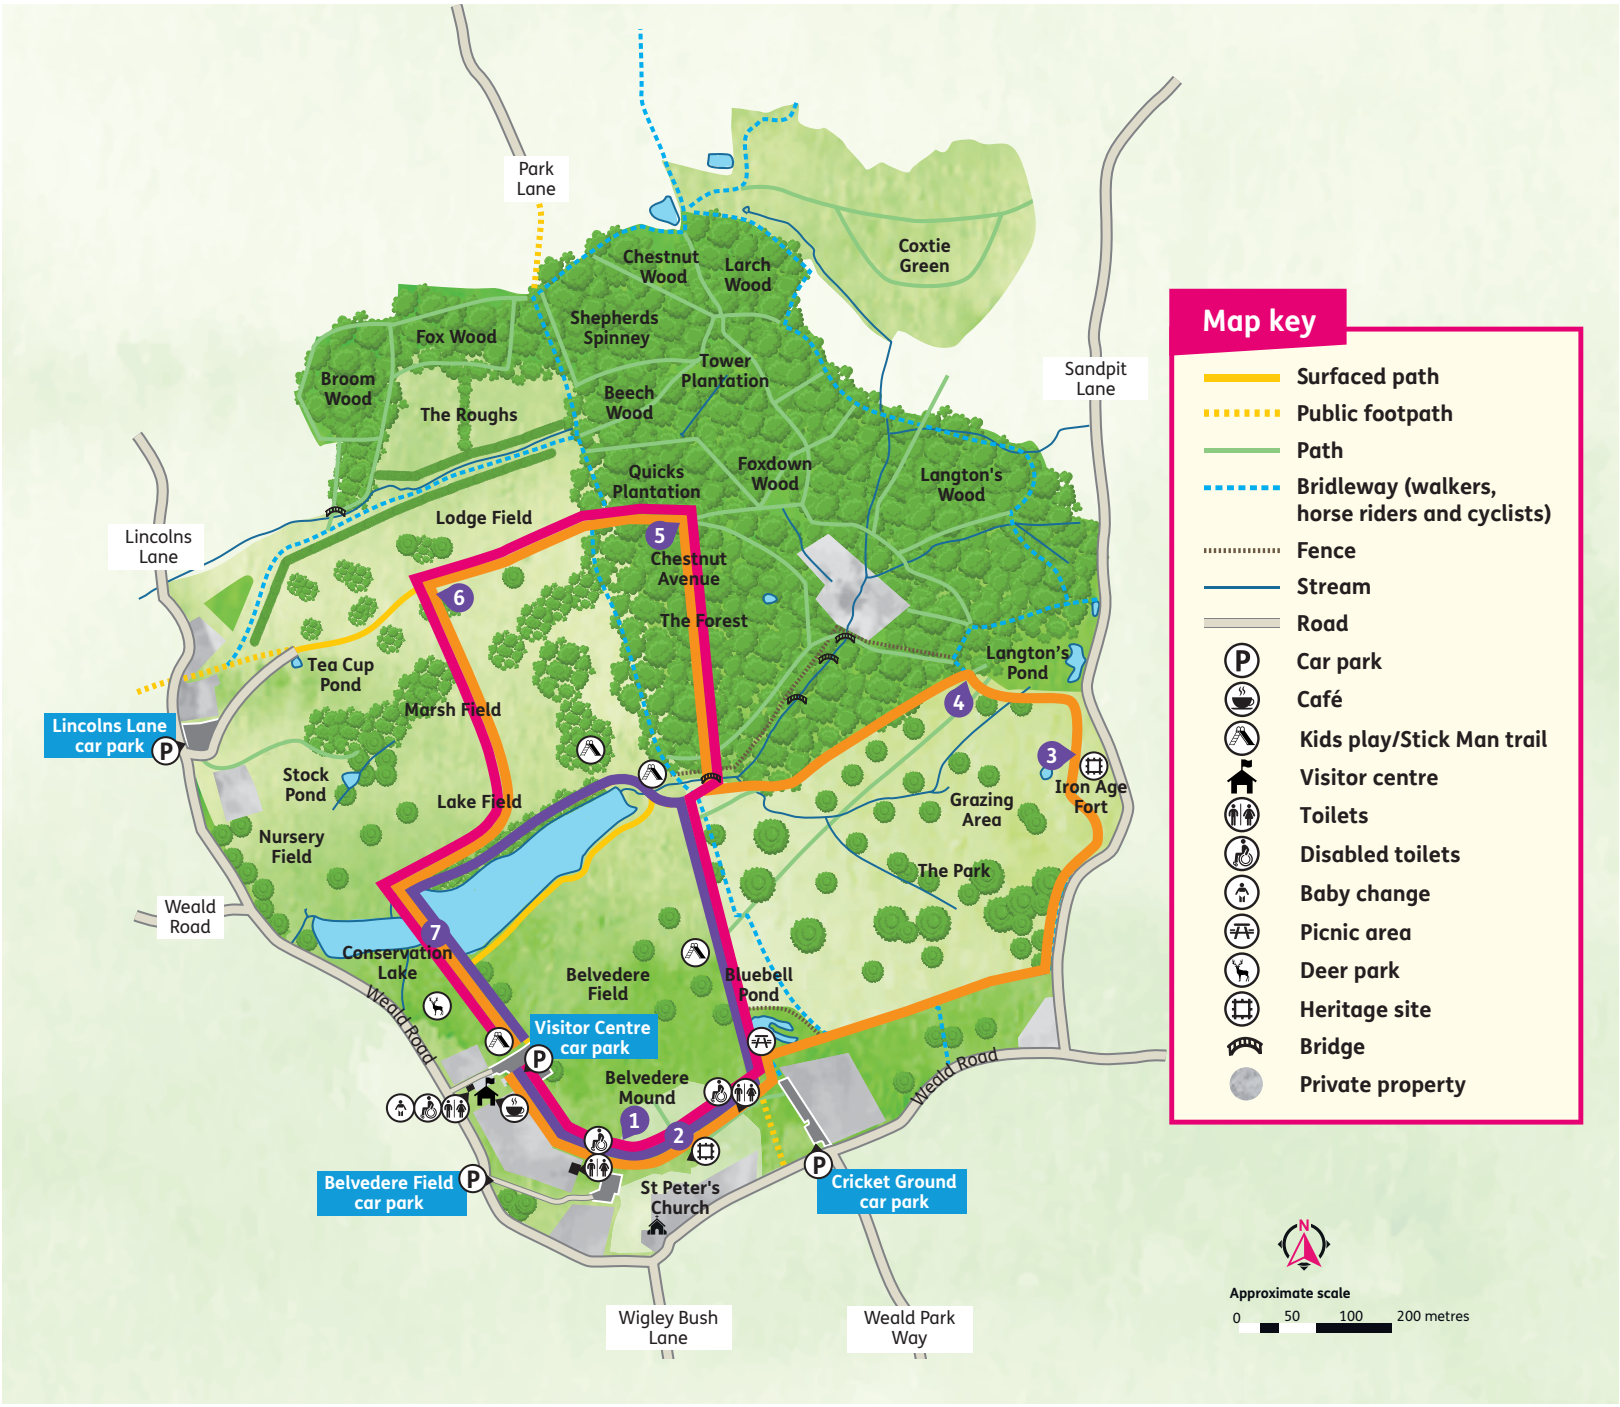 Park
Lane
Coxtie
Green
Chestnut
Wood
Larch
Wood
Shepherds
Spinney
Fox Wood
Tower
Plantation
Broom
Wood
Beech
Wood
The Roughs
Sandpit
Lane
Quicks
Plantation
Foxdown
Wood
Langton's
Wood
Lodge Field
Lincolns
Lane
5
Chestnut
Avenue
6
The Forest
Tea Cup
Pond
Langton's
Pond
4
Marsh Field
Lincolns Lane
car park
P
3
Iron Age
Fort
Stock
Pond
Lake Field
Grazing
Area
Nursery
Field
The Park
Weald
Road
7
Conservation
Lake
Belvedere
Field
Bluebell
Pond
Weald Road
Visitor Centre
car park
P
Belvedere
Mound
Weald Road
1
2
Belvedere Field
car park
P
St Peter's
Church
P
Cricket Ground
car park
Wigley Bush
Lane
Weald Park
Way
Map key
Surfaced path
Public footpath
Path
Bridleway (walkers,
horse riders and cyclists)
Fence
Stream
Road
P
Car park
Café
Kids play/Stick Man trail
Visitor centre
Toilets
Disabled toilets
Baby change
Picnic area
Deer park
Heritage site
Bridge
Private property
N
Approximate scale
0 50 100 200 metres